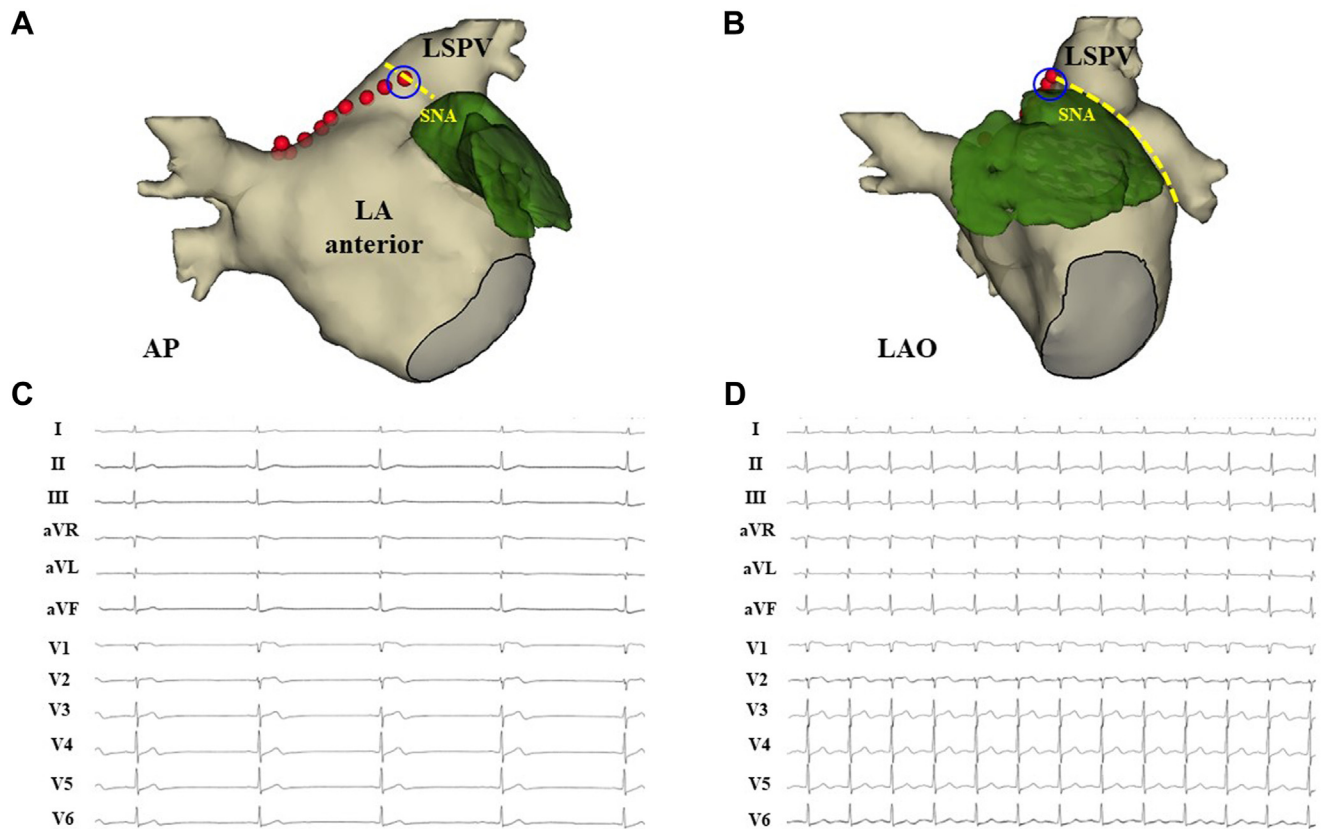 A
LSPV
SNA
LA
anterior
AP
B
LSPV
SNA
LAO
C
I
II
III
aVR
aVL
aVF
V1
V2
V3
V4
V5
V6
D
I
II
III
aVR
aVL
aVF
V1
V2
V3
V4
V5
V6